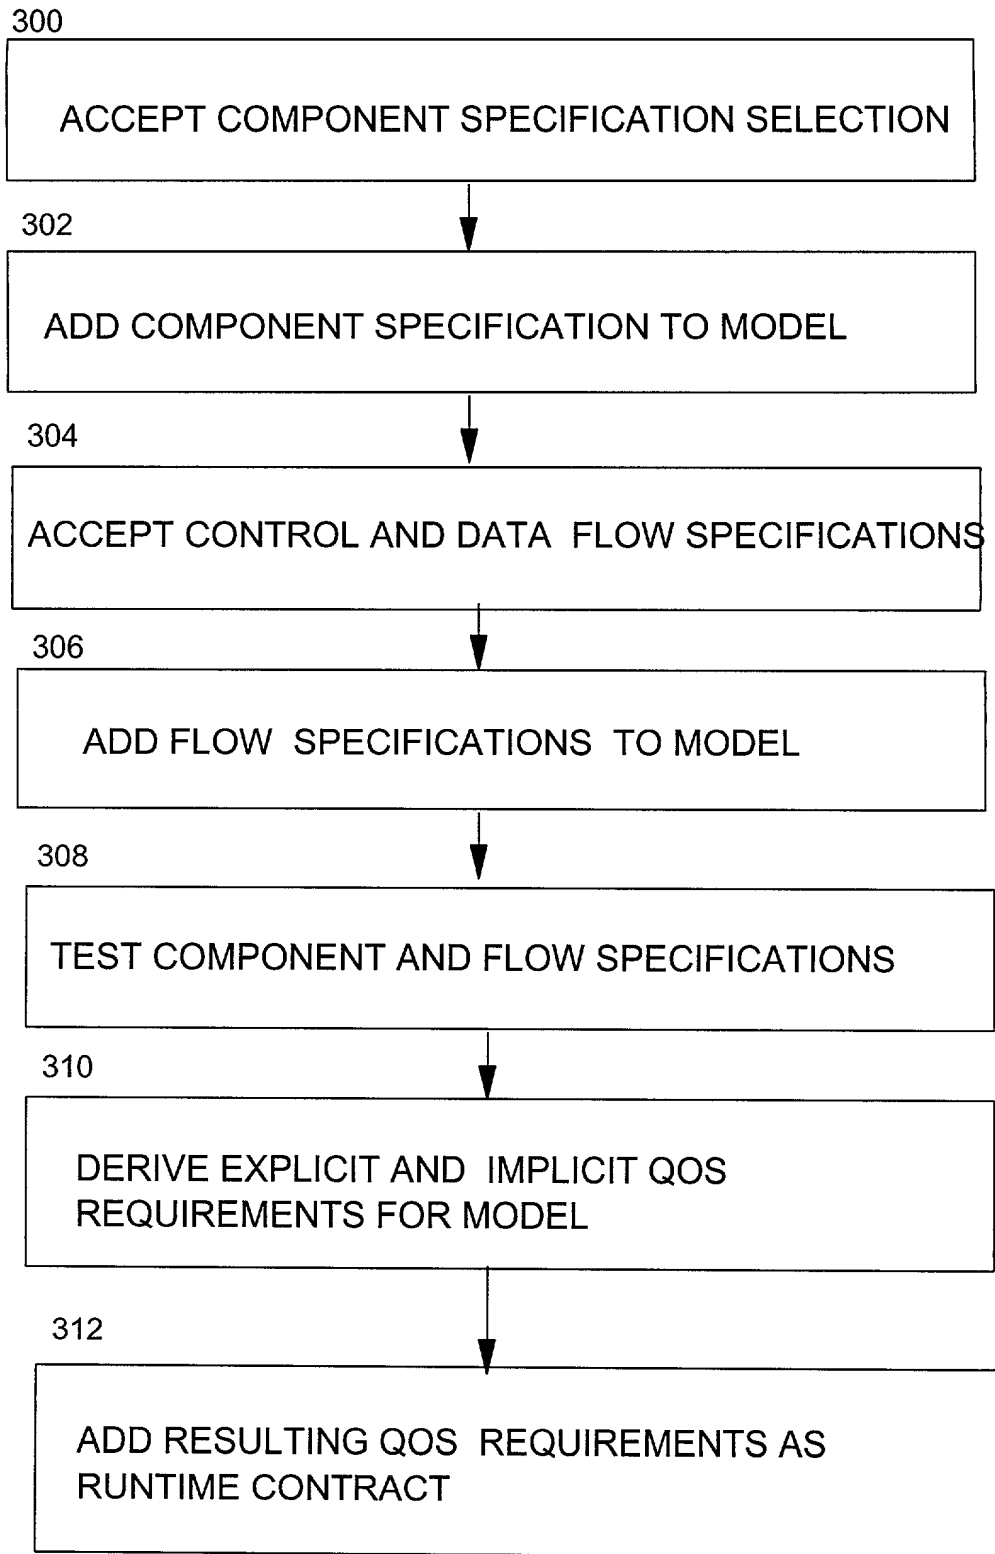 300
ACCEPT COMPONENT SPECIFICATION SELECTION
302
ADD COMPONENT SPECIFICATION TO MODEL
304
ACCEPT CONTROL AND DATA FLOW SPECIFICATIONS
306
ADD FLOW SPECIFICATIONS TO MODEL
308
TEST COMPONENT AND FLOW SPECIFICATIONS
310
DERIVE EXPLICIT AND IMPLICIT QOS
REQUIREMENTS FOR MODEL
312
ADD RESULTING QOS REQUIREMENTS AS
RUNTIME CONTRACT